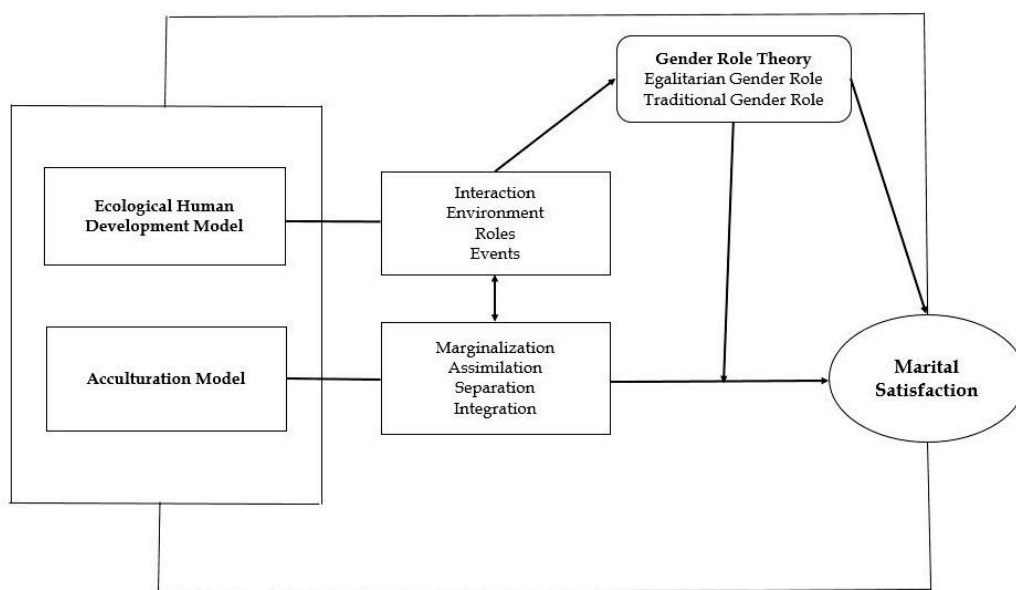 Gender Role Theory
Egalitarian Gender Role
Traditional Gender Role
Ecological Human
Development Model
Interaction
Environment
Roles
Events
Acculturation Model
Marginalization
Assimilation
Separation
Integration
Marital
Satisfaction